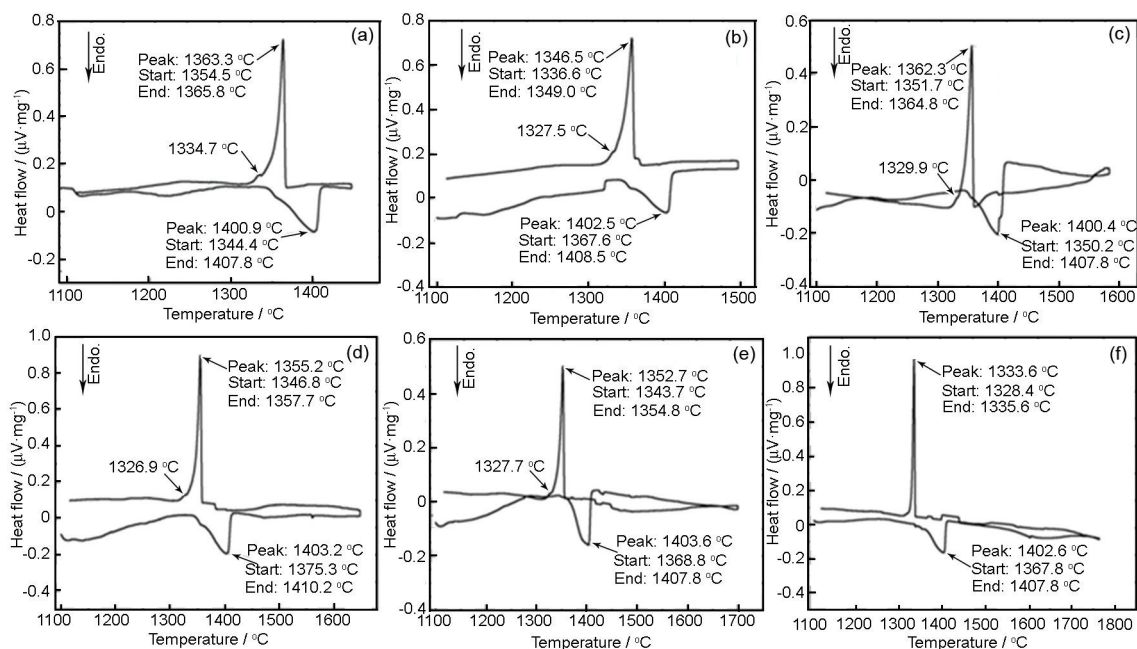 (a)
Endo.
Peak: 1363.3 °C
Start: 1354.5 °C
End: 1365.8 °C
1334.7 °C
Peak: 1400.9 °C
Start: 1344.4 °C
End: 1407.8 °C
Heat flow / (μV·mg⁻¹)
0.8
0.6
0.4
0.2
0
-0.2
1100 1200 1300 1400
Temperature / °C
(b)
Endo.
Peak: 1346.5 °C
Start: 1336.6 °C
End: 1349.0 °C
1327.5 °C
Peak: 1402.5 °C
Start: 1367.6 °C
End: 1408.5 °C
Heat flow / (μV·mg⁻¹)
0.8
0.6
0.4
0.2
0
-0.2
-0.4
1100 1200 1300 1400 1500
Temperature / °C
(c)
Endo.
Peak: 1362.3 °C
Start: 1351.7 °C
End: 1364.8 °C
1329.9 °C
Peak: 1400.4 °C
Start: 1350.2 °C
End: 1407.8 °C
Heat flow / (μV·mg⁻¹)
0.6
0.4
0.2
0
-0.2
-0.4
0.6
1100 1200 1300 1400 1500 1600
Temperature / °C
(d)
Endo.
Peak: 1355.2 °C
Start: 1346.8 °C
End: 1357.7 °C
1326.9 °C
Peak: 1403.2 °C
Start: 1375.3 °C
End: 1410.2 °C
Heat flow / (μV·mg⁻¹)
1.0
0.8
0.6
0.4
0.2
0
-0.2
-0.4
1100 1200 1300 1400 1500 1600
Temperature / °C
(e)
Endo.
Peak: 1352.7 °C
Start: 1343.7 °C
End: 1354.8 °C
1327.7 °C
Peak: 1403.6 °C
Start: 1368.8 °C
End: 1407.8 °C
Heat flow / (μV·mg⁻¹)
0.6
0.4
0.2
0
-0.2
-0.4
1100 1200 1300 1400 1500 1600 1700
Temperature / °C
(f)
Endo.
Peak: 1333.6 °C
Start: 1328.4 °C
End: 1335.6 °C
Peak: 1402.6 °C
Start: 1367.8 °C
End: 1407.8 °C
Heat flow / (μV·mg⁻¹)
1.0
0.8
0.6
0.4
0.2
0
-0.2
-0.4
1100 1200 1300 1400 1500 1600 1700 1800
Temperature / °C